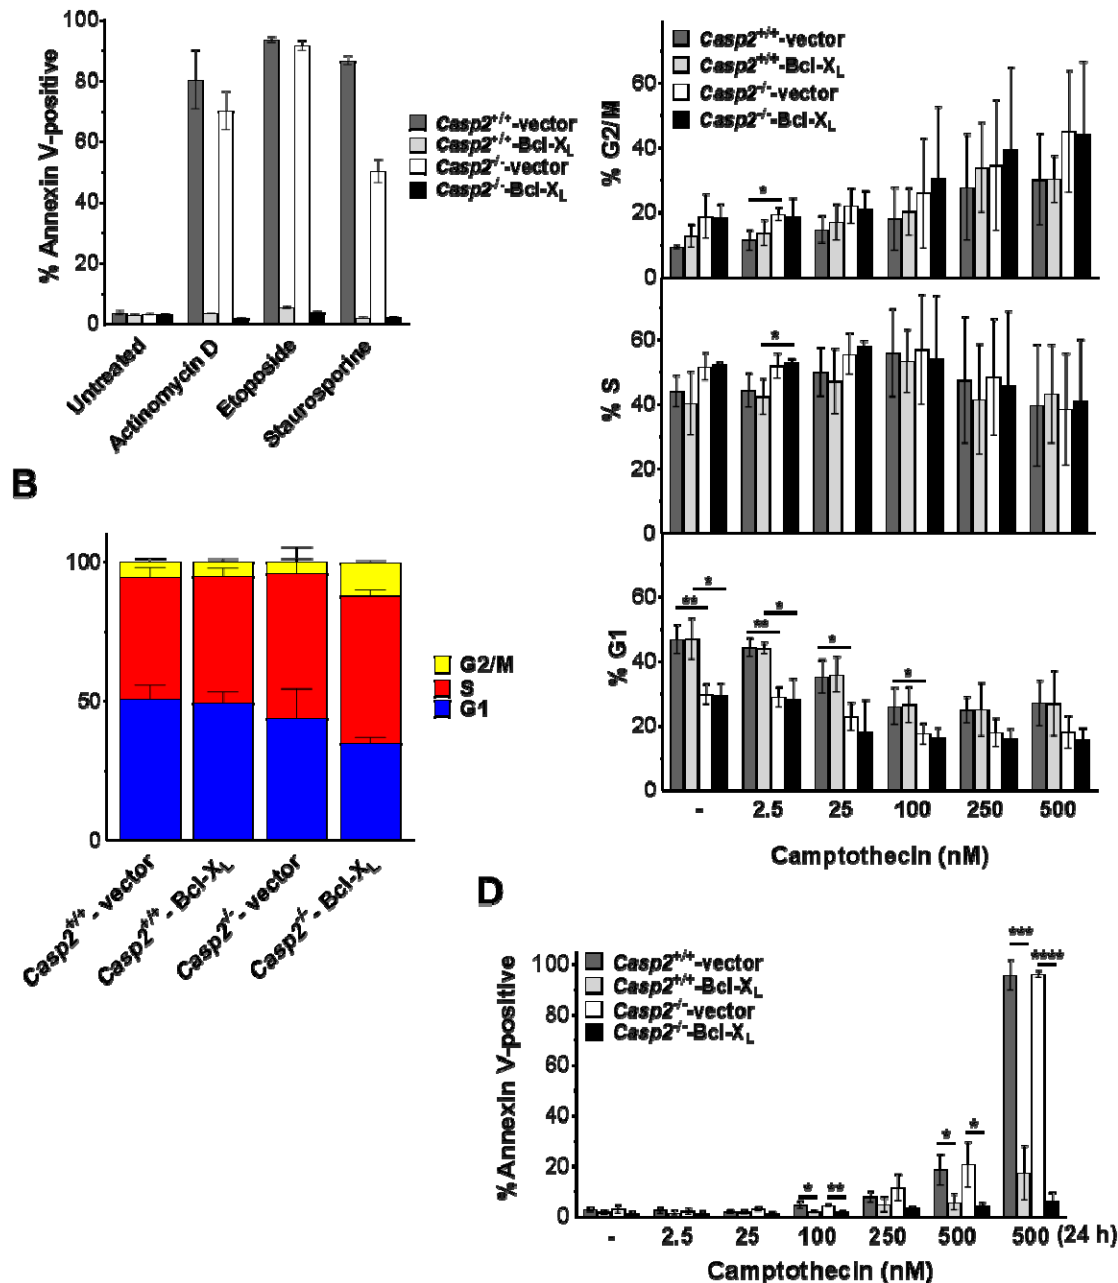 % Annexin V-positive
100
80
60
40
20
0
Casp2+/+-vector
Casp2+/+-Bcl-XL
Casp2-/--vector
Casp2-/--Bcl-XL
Untreated
Actinomycin D
Etoposide
Staurosporine
B
100
50
0
G2/M
S
G1
Casp2+/+- vector
Casp2+/+- Bcl-XL
Casp2-/-- vector
Casp2-/-- Bcl-XL
Casp2+/+-vector
Casp2+/+-Bcl-XL
Casp2-/--vector
Casp2-/--Bcl-XL
% G2/M
60
40
20
0
*
% S
60
40
20
0
*
% G1
60
40
20
0
** *
** *
*
*
- 2.5 25 100 250 500
Camptothecin (nM)
D
%Annexin V-positive
100
80
60
40
20
0
Casp2+/+-vector
Casp2+/+-Bcl-XL
Casp2-/--vector
Casp2-/--Bcl-XL
* **
* *
*** ****
- 2.5 25 100 250 500 500 (24 h)
Camptothecin (nM)